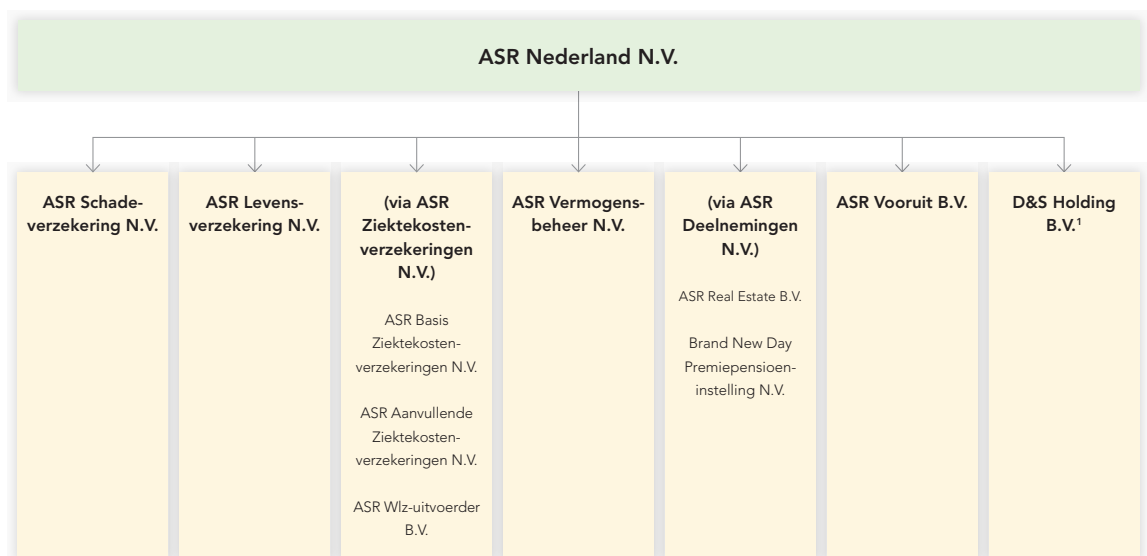 ASR Nederland N.V.
ASR Schade-
verzekering N.V.
ASR Levens-
verzekering N.V.
(via ASR
Ziektekosten-
verzekeringen
N.V.)
ASR Basis
Ziektekosten-
verzekeringen N.V.
ASR Aanvullende
Ziektekosten-
verzekeringen N.V.
ASR Wlz-uitvoerder
B.V.
ASR Vermogens-
beheer N.V.
(via ASR
Deelnemingen
N.V.)
ASR Real Estate B.V.
Brand New Day
Premiepensioen-
instelling N.V.
ASR Vooruit B.V.
D&S Holding
B.V.¹